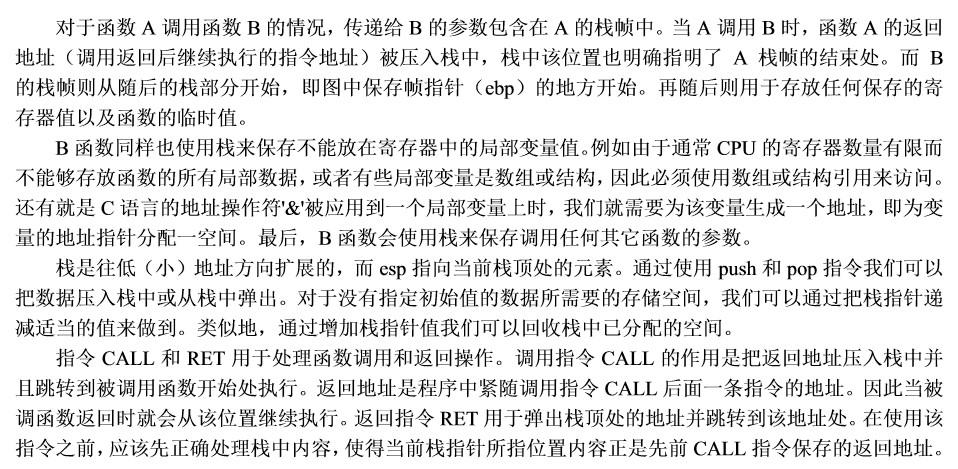 对于函数 A 调用函数 B 的情况，传递给 B 的参数包含在 A 的栈帧中。当 A 调用 B 时，函数 A 的返回
地址（调用返回后继续执行的指令地址）被压入栈中，栈中该位置也明确指明了 A 栈帧的结束处。而 B
的栈帧则从随后的栈部分开始，即图中保存帧指针（ebp）的地方开始。再随后则用于存放任何保存的寄
存器值以及函数的临时值。
B 函数同样也使用栈来保存不能放在寄存器中的局部变量值。例如由于通常 CPU 的寄存器数量有限而
不能够存放函数的所有局部数据，或者有些局部变量是数组或结构，因此必须使用数组或结构引用来访问。
还有就是 C 语言的地址操作符'&'被应用到一个局部变量上时，我们就需要为该变量生成一个地址，即为变
量的地址指针分配一空间。最后，B 函数会使用栈来保存调用任何其它函数的参数。
栈是往低（小）地址方向扩展的，而 esp 指向当前栈顶处的元素。通过使用 push 和 pop 指令我们可以
把数据压入栈中或从栈中弹出。对于没有指定初始值的数据所需要的存储空间，我们可以通过把栈指针递
减适当的值来做到。类似地，通过增加栈指针值我们可以回收栈中已分配的空间。
指令 CALL 和 RET 用于处理函数调用和返回操作。调用指令 CALL 的作用是把返回地址压入栈中并
且跳转到被调用函数开始处执行。返回地址是程序中紧随调用指令 CALL 后面一条指令的地址。因此当被
调函数返回时就会从该位置继续执行。返回指令 RET 用于弹出栈顶处的地址并跳转到该地址处。在使用该
指令之前，应该先正确处理栈中内容，使得当前栈指针所指位置内容正是先前 CALL 指令保存的返回地址。